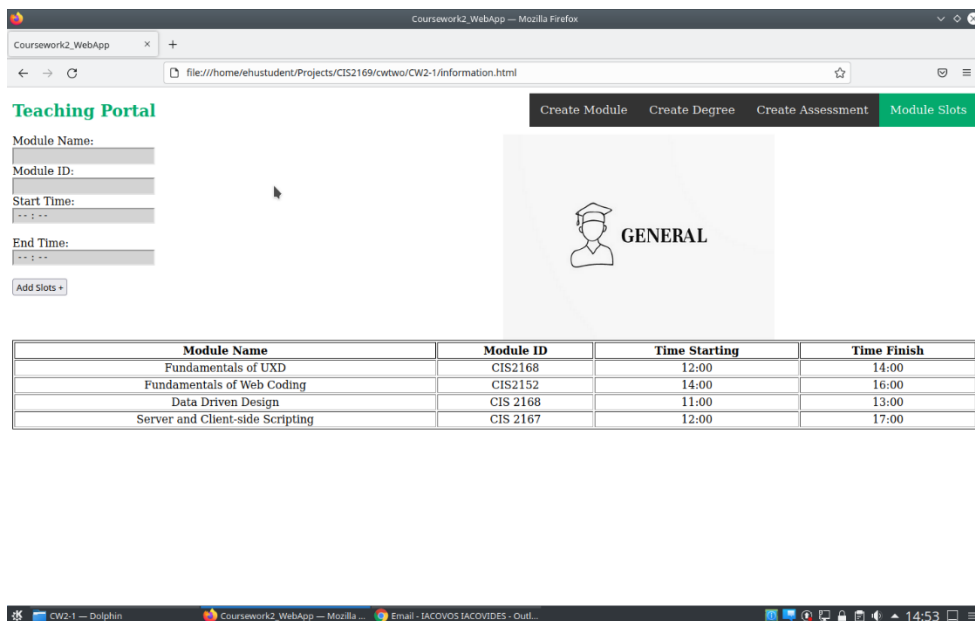 Coursework2_WebApp — Mozilla Firefox
Coursework2_WebApp × +
file:///home/ehustudent/Projects/CIS2169/cwtwo/CW2-1/information.html
Teaching Portal Create Module Create Degree Create Assessment Module Slots
Module Name:
Module ID:
Start Time:
-- : --
End Time:
-- : --
Add Slots +
GENERAL
Module Name Module ID Time Starting Time Finish
Fundamentals of UXD CIS2168 12:00 14:00
Fundamentals of Web Coding CIS2152 14:00 16:00
Data Driven Design CIS 2168 11:00 13:00
Server and Client-side Scripting CIS 2167 12:00 17:00
CW2-1 — Dolphin Coursework2_WebApp — Mozilla ... Email - IACOVOS IACOVIDES - Outl... 14:53